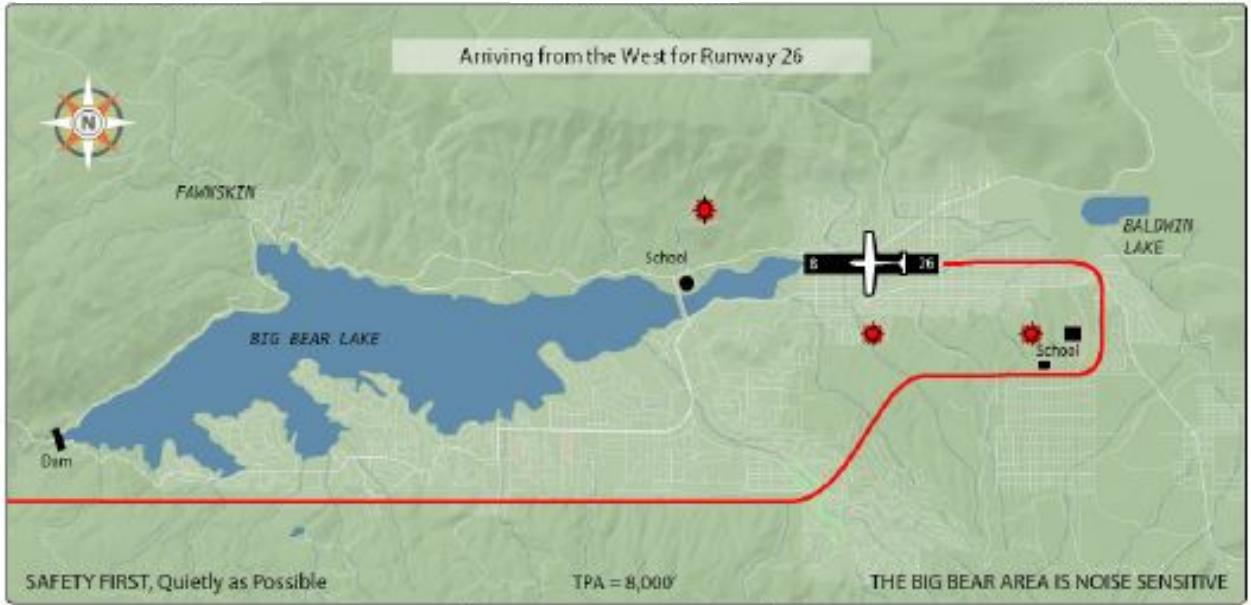 Arriving from the West for Runway 26
N
FAWNSKIN
BALDWIN
LAKE
School
8
26
BIG BEAR LAKE
School
Dam
SAFETY FIRST, Quietly as Possible
TPA = 8,000'
THE BIG BEAR AREA IS NOISE SENSITIVE